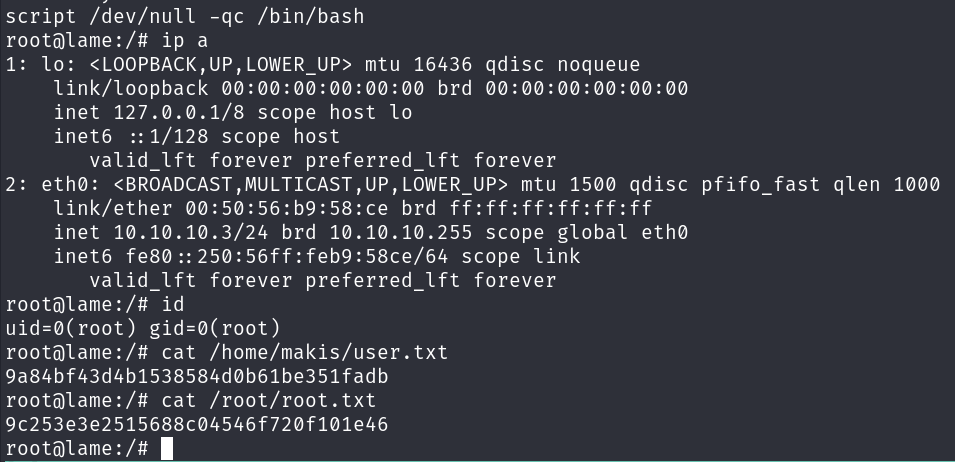 script /dev/null -qc /bin/bash
root@lame:/# ip a
1: lo: <LOOPBACK,UP,LOWER_UP> mtu 16436 qdisc noqueue
    link/loopback 00:00:00:00:00:00 brd 00:00:00:00:00:00
    inet 127.0.0.1/8 scope host lo
    inet6 ::1/128 scope host
       valid_lft forever preferred_lft forever
2: eth0: <BROADCAST,MULTICAST,UP,LOWER_UP> mtu 1500 qdisc pfifo_fast qlen 1000
    link/ether 00:50:56:b9:58:ce brd ff:ff:ff:ff:ff:ff
    inet 10.10.10.3/24 brd 10.10.10.255 scope global eth0
    inet6 fe80::250:56ff:feb9:58ce/64 scope link
       valid_lft forever preferred_lft forever
root@lame:/# id
uid=0(root) gid=0(root)
root@lame:/# cat /home/makis/user.txt
9a84bf43d4b1538584d0b61be351fadb
root@lame:/# cat /root/root.txt
9c253e3e2515688c04546f720f101e46
root@lame:/#